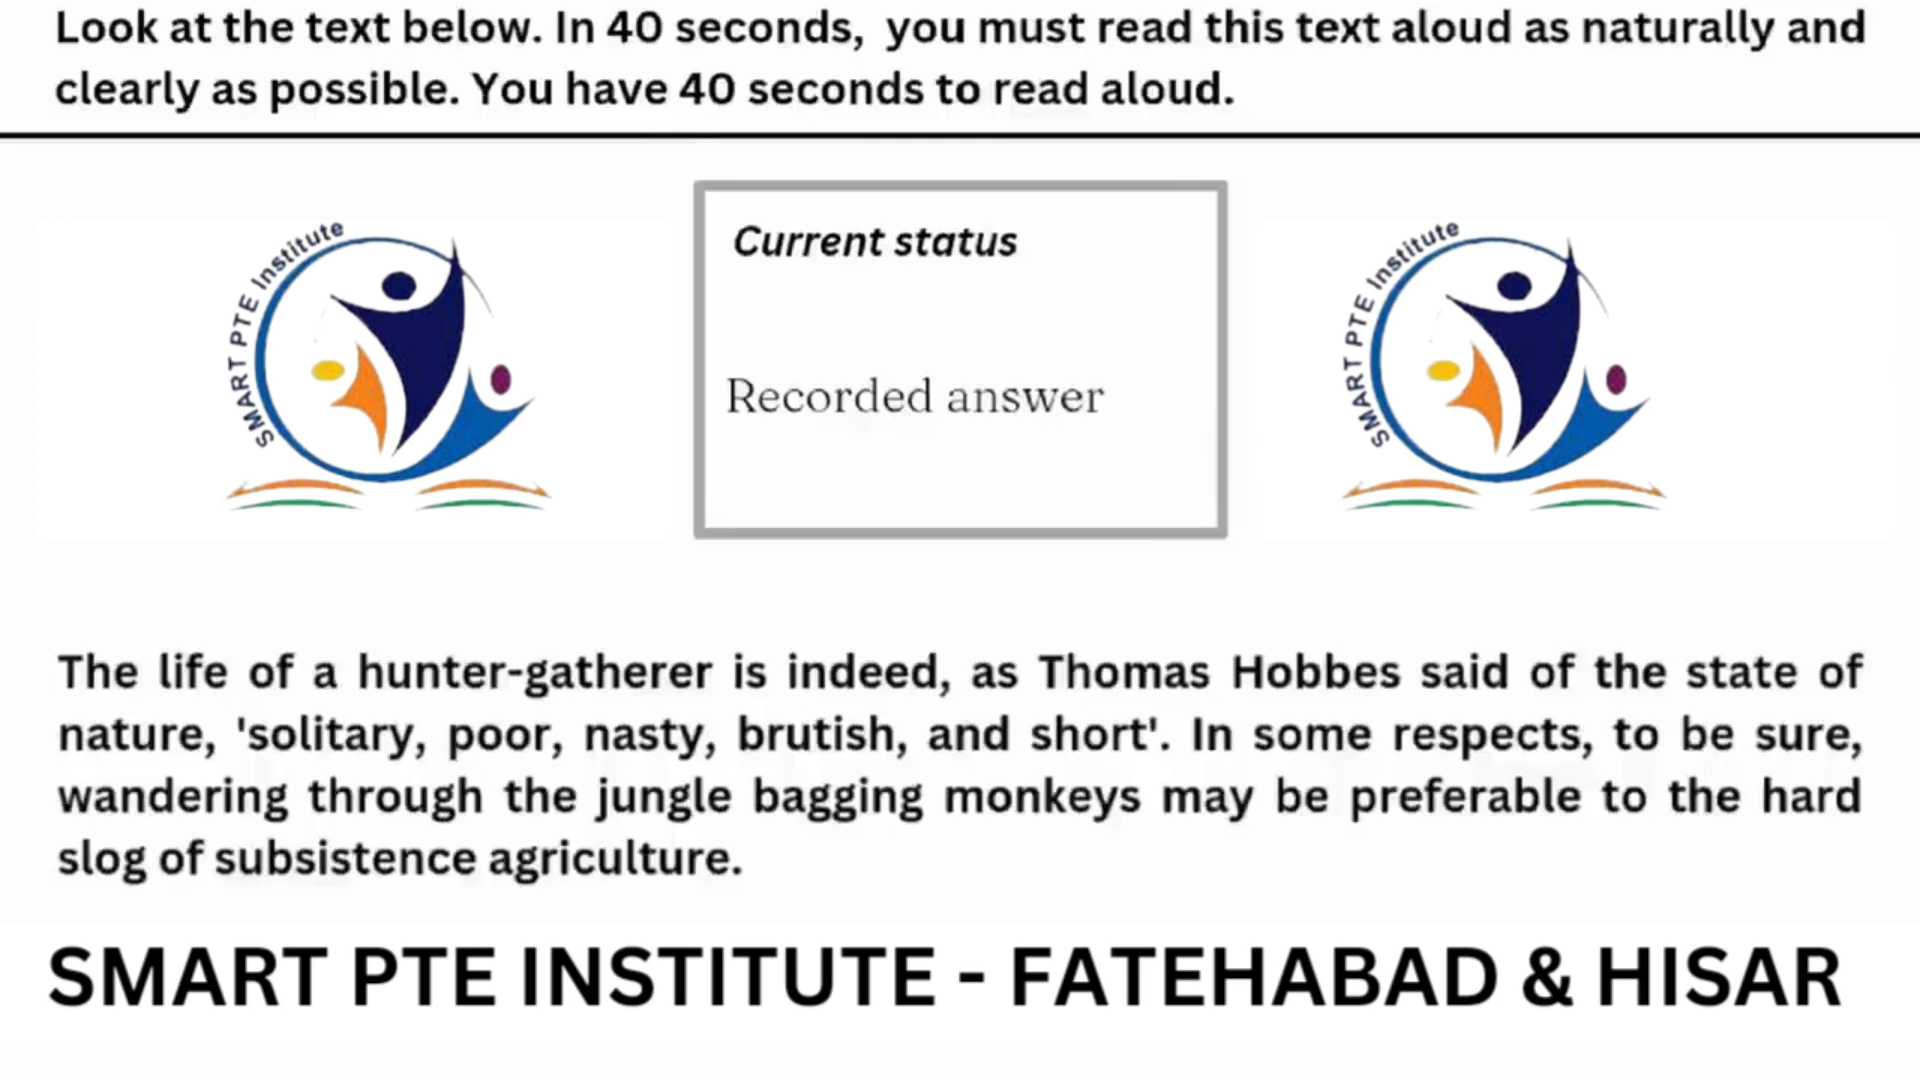 Look at the text below. In 40 seconds, you must read this text aloud as naturally and
clearly as possible. You have 40 seconds to read aloud.
SMART PTE Institute
Current status
Recorded answer
SMART PTE Institute
The life of a hunter-gatherer is indeed, as Thomas Hobbes said of the state of
nature, 'solitary, poor, nasty, brutish, and short'. In some respects, to be sure,
wandering through the jungle bagging monkeys may be preferable to the hard
slog of subsistence agriculture.
SMART PTE INSTITUTE - FATEHABAD & HISAR